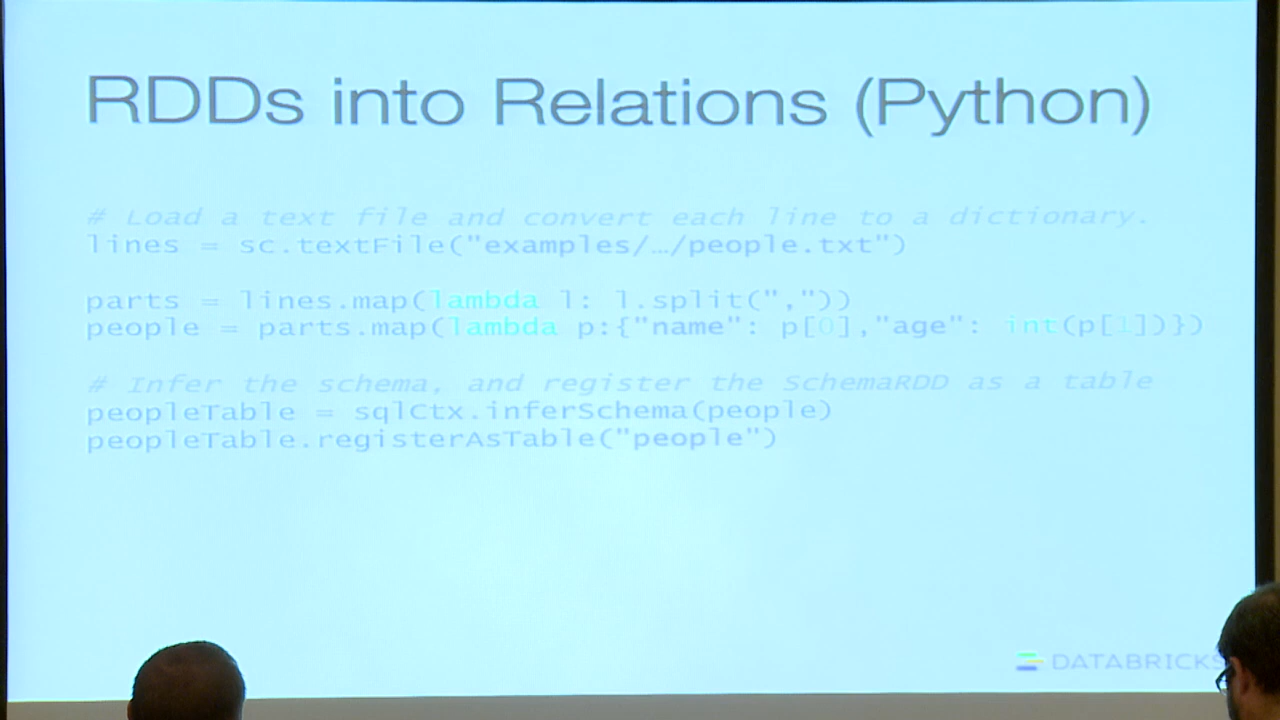 RDDs into Relations (Python)
# Load a text file and convert each line to a dictionary.
lines = sc.textFile("examples/…/people.txt")
parts = lines.map(lambda l: l.split(","))
people = parts.map(lambda p:{"name": p[0],"age": int(p[1])})
# Infer the schema, and register the SchemaRDD as a table
peopleTable = sqlCtx.inferSchema(people)
peopleTable.registerAsTable("people")
DATABRICKS